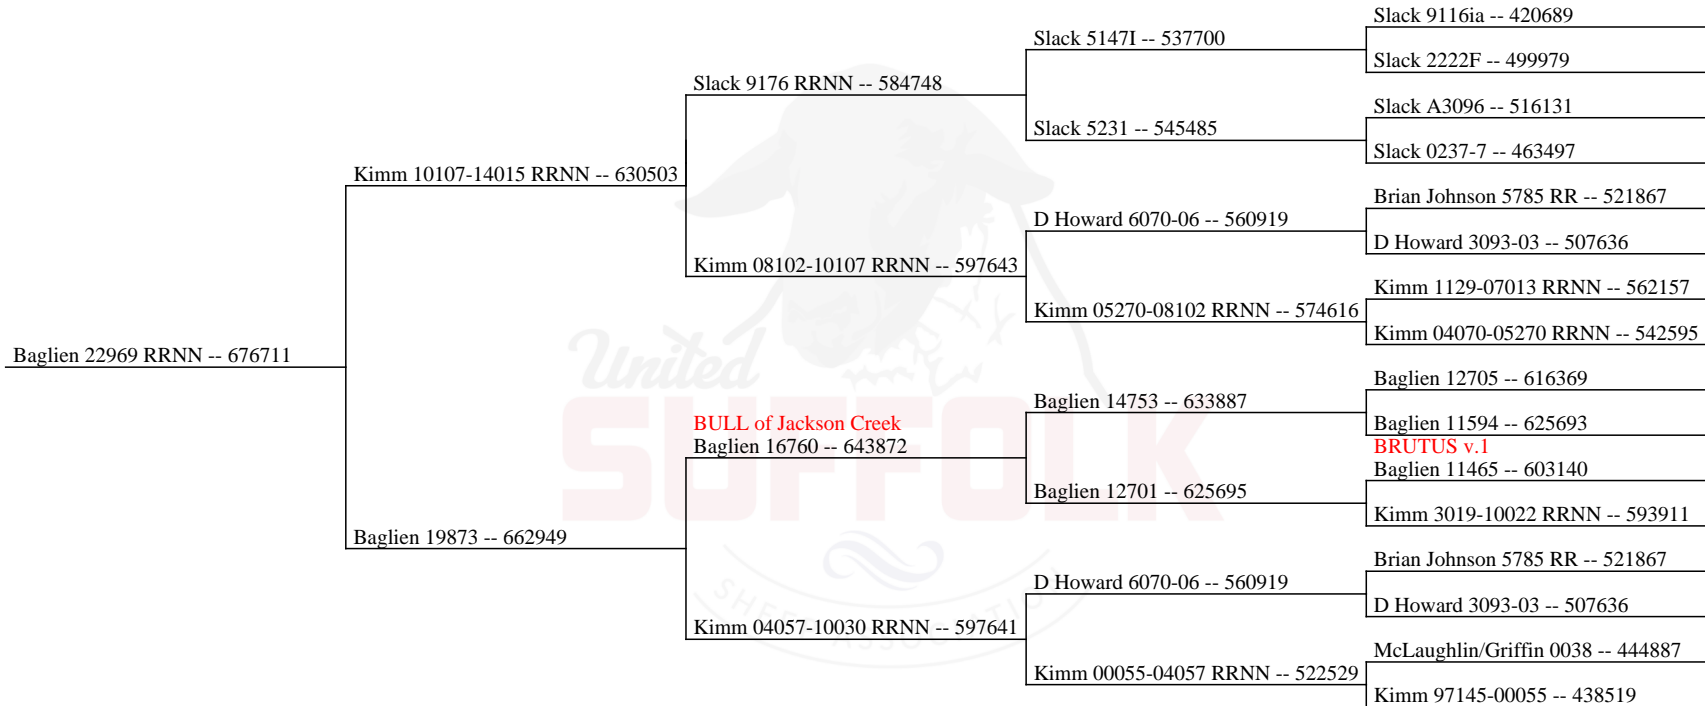 Slack 9116ia -- 420689
Slack 5147I -- 537700
Slack 2222F -- 499979
Slack 9176 RRNN -- 584748
Slack A3096 -- 516131
Slack 5231 -- 545485
Slack 0237-7 -- 463497
Kimm 10107-14015 RRNN -- 630503
Brian Johnson 5785 RR -- 521867
D Howard 6070-06 -- 560919
D Howard 3093-03 -- 507636
Kimm 08102-10107 RRNN -- 597643
Kimm 1129-07013 RRNN -- 562157
Kimm 05270-08102 RRNN -- 574616
Kimm 04070-05270 RRNN -- 542595
Baglien 22969 RRNN -- 676711
Baglien 12705 -- 616369
Baglien 14753 -- 633887
Baglien 11594 -- 625693
BULL of Jackson Creek
Baglien 16760 -- 643872
BRUTUS v.1
Baglien 11465 -- 603140
Baglien 12701 -- 625695
Kimm 3019-10022 RRNN -- 593911
Baglien 19873 -- 662949
Brian Johnson 5785 RR -- 521867
D Howard 6070-06 -- 560919
D Howard 3093-03 -- 507636
Kimm 04057-10030 RRNN -- 597641
McLaughlin/Griffin 0038 -- 444887
Kimm 00055-04057 RRNN -- 522529
Kimm 97145-00055 -- 438519
United
SUFFOLK
SHEEP ASSOCIATION